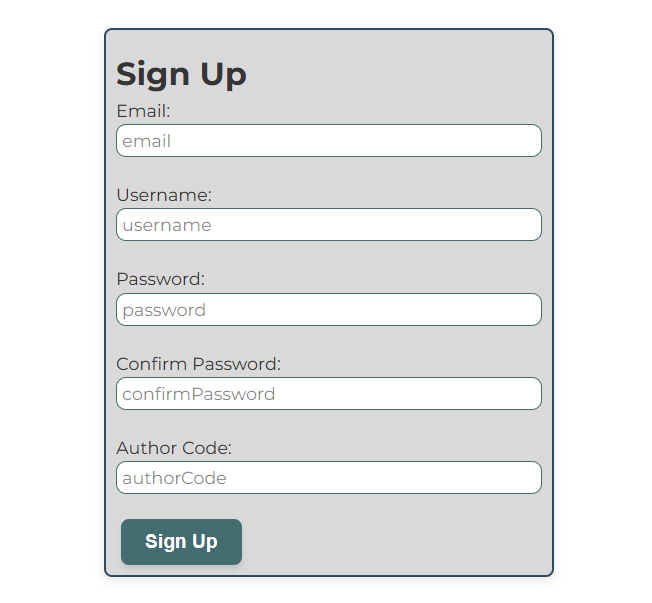 Sign Up
Email:
email
Username:
username
Password:
password
Confirm Password:
confirmPassword
Author Code:
authorCode
Sign Up